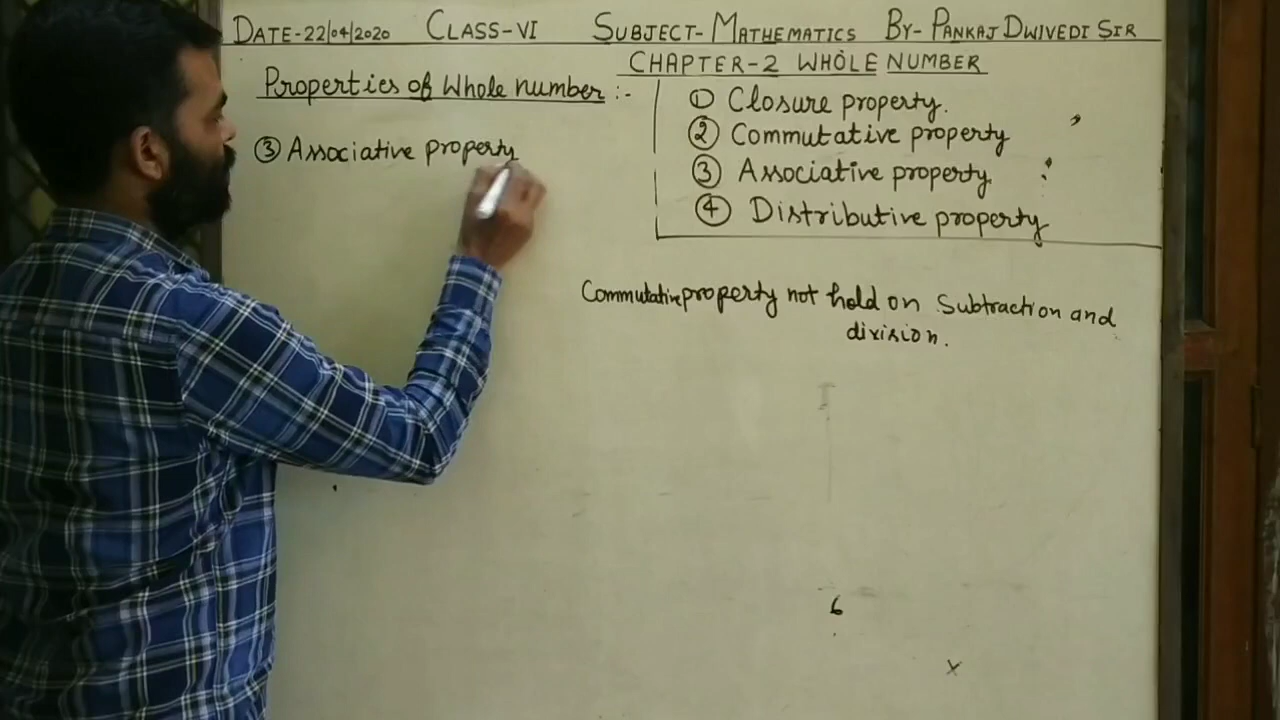 DATE-22/04/2020 CLASS-VI SUBJECT-MATHEMATICS BY-PANKAJ DWIVEDI SIR
CHAPTER-2 WHOLE NUMBER
Properties of Whole number :-
① Closure property.
② Commutative property
③ Associative property.
④ Distributive property
③ Associative property
Commutative property not hold on Subtraction and
division.
6
x